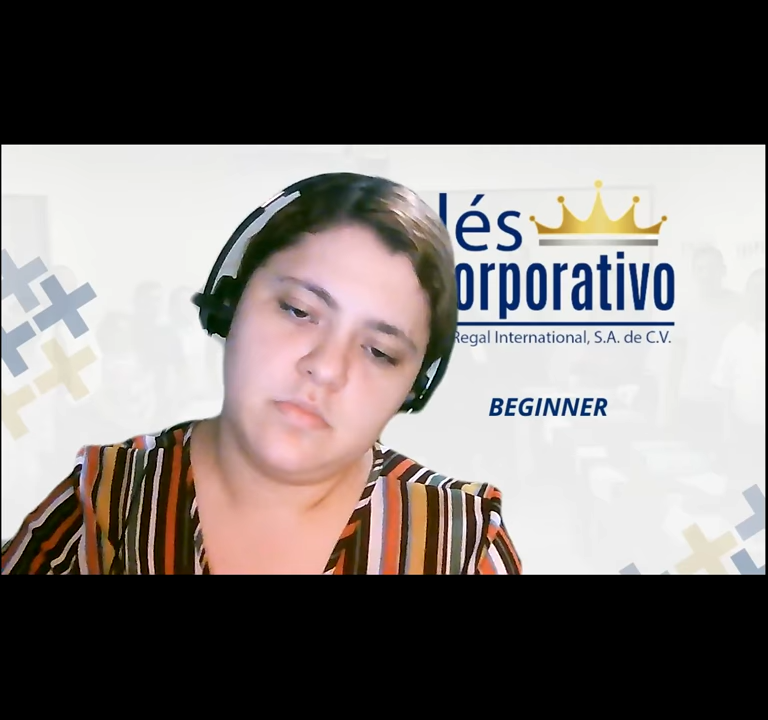 lés
orporativo
Regal International, S.A. de C.V.
BEGINNER